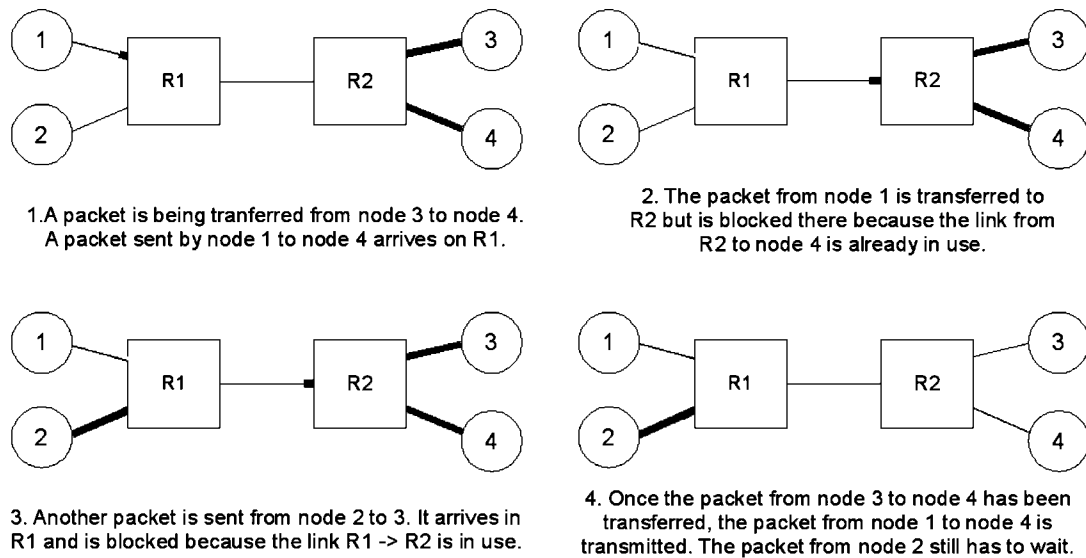 1
2
R1
R2
3
4
1.A packet is being tranferred from node 3 to node 4.
A packet sent by node 1 to node 4 arrives on R1.
1
2
R1
R2
3
4
2. The packet from node 1 is transferred to
R2 but is blocked there because the link from
R2 to node 4 is already in use.
1
2
R1
R2
3
4
3. Another packet is sent from node 2 to 3. It arrives in
R1 and is blocked because the link R1 -> R2 is in use.
1
2
R1
R2
3
4
4. Once the packet from node 3 to node 4 has been
transferred, the packet from node 1 to node 4 is
transmitted. The packet from node 2 still has to wait.